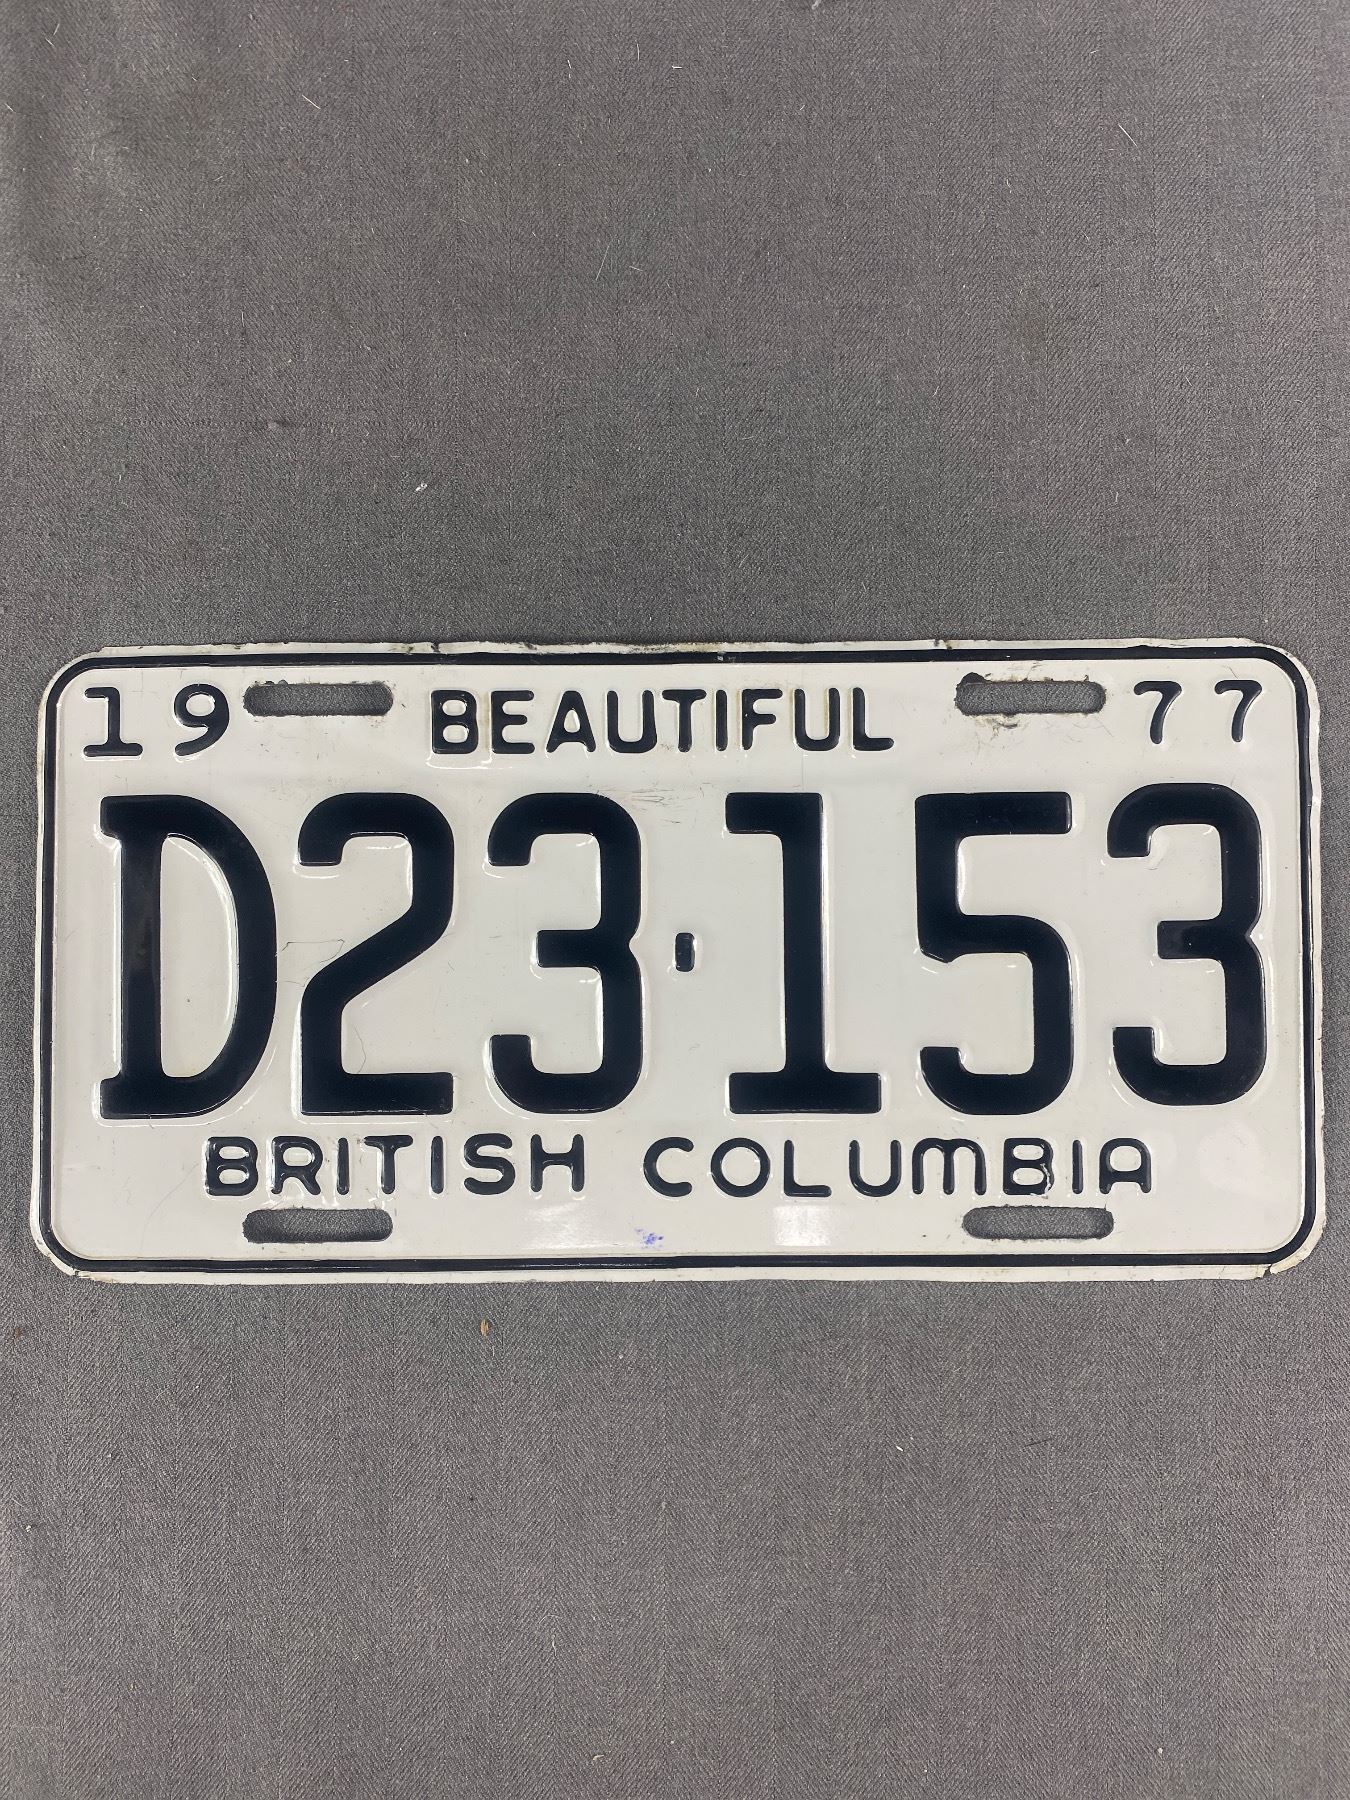 19 BEAUTIFUL 77
D23·153
BRITISH COLUMBIA